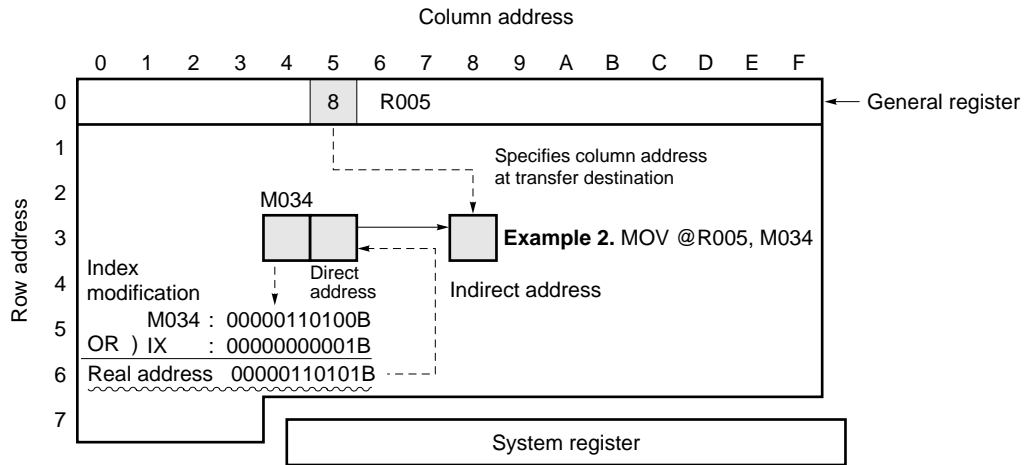 Column address
0 1 2 3 4 5 6 7 8 9 A B C D E F
0 8 R005 General register
1
Specifies column address
at transfer destination
2
M034
Row address
3 Example 2. MOV @R005, M034
Index
modification
Direct
address
4 Indirect address
5 M034 : 00000110100B
OR ) IX : 00000000001B
6 Real address 00000110101B
7
System register